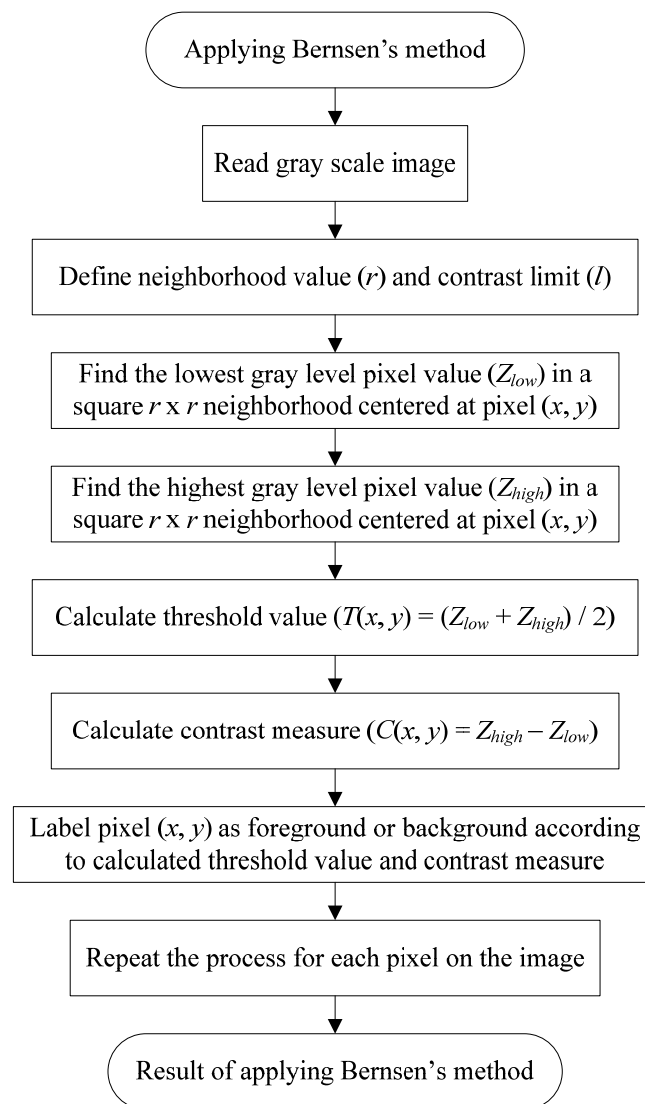 Applying Bernsen’s method
Read gray scale image
Define neighborhood value (r) and contrast limit (l)
Find the lowest gray level pixel value (Zlow) in a
square r x r neighborhood centered at pixel (x, y)
Find the highest gray level pixel value (Zhigh) in a
square r x r neighborhood centered at pixel (x, y)
Calculate threshold value (T(x, y) = (Zlow + Zhigh) / 2)
Calculate contrast measure (C(x, y) = Zhigh – Zlow)
Label pixel (x, y) as foreground or background according
to calculated threshold value and contrast measure
Repeat the process for each pixel on the image
Result of applying Bernsen’s method